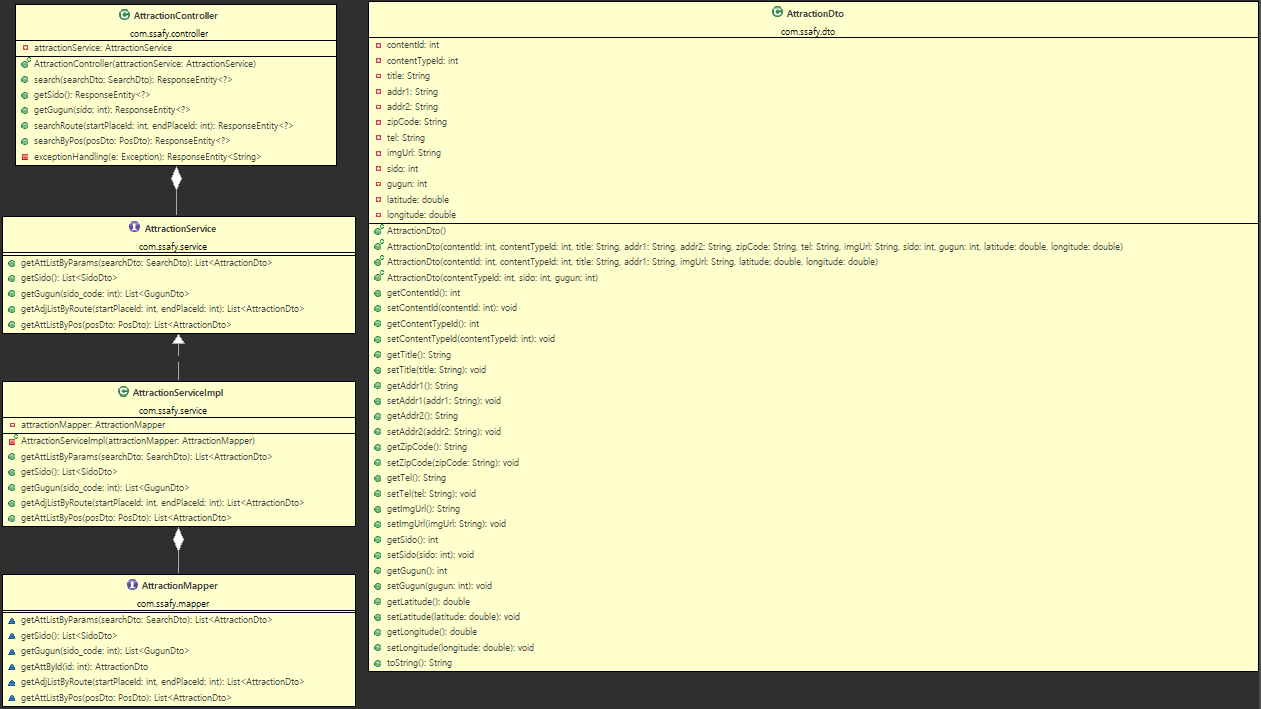 AttractionController
com.ssafy.controller
attractionService: AttractionService
AttractionController(attractionService: AttractionService)
search(searchDto: SearchDto): ResponseEntity<?>
getSido(): ResponseEntity<?>
getGugun(sido: int): ResponseEntity<?>
searchRoute(startPlaceId: int, endPlaceId: int): ResponseEntity<?>
searchByPos(posDto: PosDto): ResponseEntity<?>
exceptionHandling(e: Exception): ResponseEntity<String>
AttractionService
com.ssafy.service
getAttListByParams(searchDto: SearchDto): List<AttractionDto>
getSido(): List<SidoDto>
getGugun(sido_code: int): List<GugunDto>
getAdjListByRoute(startPlaceId: int, endPlaceId: int): List<AttractionDto>
getAttListByPos(posDto: PosDto): List<AttractionDto>
AttractionServiceImpl
com.ssafy.service
attractionMapper: AttractionMapper
AttractionServiceImpl(attractionMapper: AttractionMapper)
getAttListByParams(searchDto: SearchDto): List<AttractionDto>
getSido(): List<SidoDto>
getGugun(sido_code: int): List<GugunDto>
getAdjListByRoute(startPlaceId: int, endPlaceId: int): List<AttractionDto>
getAttListByPos(posDto: PosDto): List<AttractionDto>
AttractionMapper
com.ssafy.mapper
getAttListByParams(searchDto: SearchDto): List<AttractionDto>
getSido(): List<SidoDto>
getGugun(sido_code: int): List<GugunDto>
getAttById(id: int): AttractionDto
getAdjListByRoute(startPlaceId: int, endPlaceId: int): List<AttractionDto>
getAttListByPos(posDto: PosDto): List<AttractionDto>
AttractionDto
com.ssafy.dto
contentId: int
contentTypeId: int
title: String
addr1: String
addr2: String
zipCode: String
tel: String
imgUrl: String
sido: int
gugun: int
latitude: double
longitude: double
AttractionDto()
AttractionDto(contentId: int, contentTypeId: int, title: String, addr1: String, addr2: String, zipCode: String, tel: String, imgUrl: String, sido: int, gugun: int, latitude: double, longitude: double)
AttractionDto(contentId: int, contentTypeId: int, title: String, addr1: String, imgUrl: String, latitude: double, longitude: double)
AttractionDto(contentTypeId: int, sido: int, gugun: int)
getContentId(): int
setContentId(contentId: int): void
getContentTypeId(): int
setContentTypeId(contentTypeId: int): void
getTitle(): String
setTitle(title: String): void
getAddr1(): String
setAddr1(addr1: String): void
getAddr2(): String
setAddr2(addr2: String): void
getZipCode(): String
setZipCode(zipCode: String): void
getTel(): String
setTel(tel: String): void
getImgUrl(): String
setImgUrl(imgUrl: String): void
getSido(): int
setSido(sido: int): void
getGugun(): int
setGugun(gugun: int): void
getLatitude(): double
setLatitude(latitude: double): void
getLongitude(): double
setLongitude(longitude: double): void
toString(): String